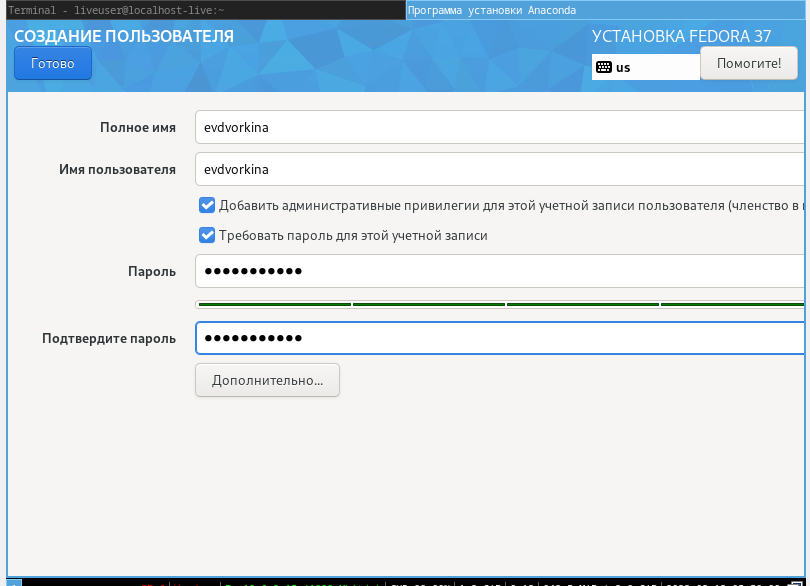 Terminal - liveuser@localhost-live:~
Программа установки Anaconda
СОЗДАНИЕ ПОЛЬЗОВАТЕЛЯ
УСТАНОВКА FEDORA 37
Готово
us
Помогите!
Полное имя
evdvorkina
Имя пользователя
evdvorkina
Добавить административные привилегии для этой учетной записи пользователя (членство в
Требовать пароль для этой учетной записи
Пароль
●●●●●●●●●●●
Подтвердите пароль
●●●●●●●●●●●
Дополнительно...